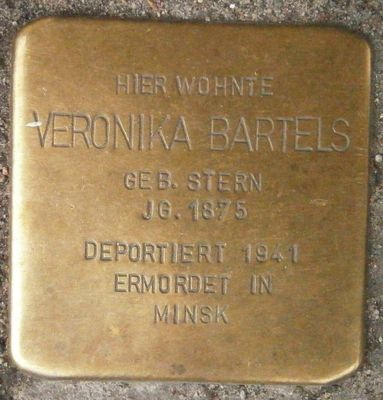 HIER WOHNTE
VERONIKA BARTELS
GEB. STERN
JG. 1875
DEPORTIERT 1941
ERMORDET IN
MINSK